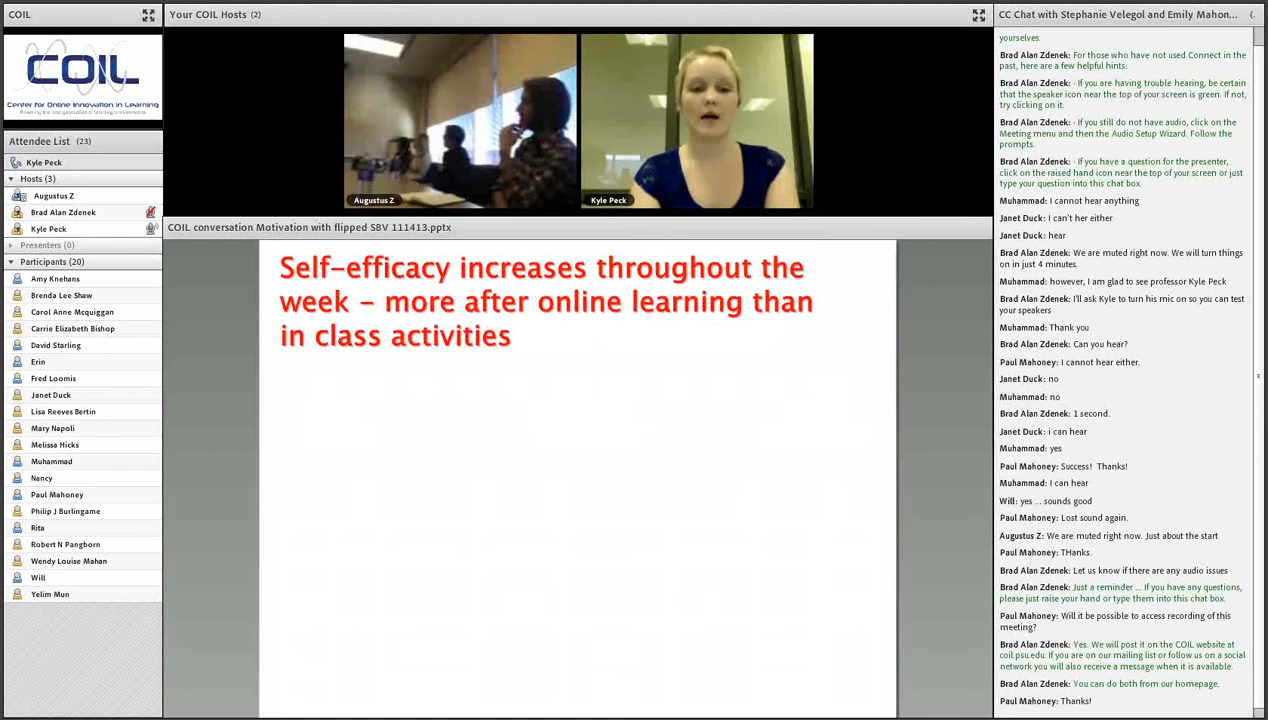 COIL
COIL
Center for Online Innovation in Learning
Attendee List (23)
Kyle Peck
Hosts (3)
Augustus Z
Brad Alan Zdenek
Kyle Peck
Presenters (0)
Participants (20)
Amy Knehans
Brenda Lee Shaw
Carol Anne Mcquiggan
Carrie Elizabeth Bishop
David Starling
Erin
Fred Loomis
Janet Duck
Lisa Reeves Bertin
Mary Napoli
Melissa Hicks
Muhammad
Nancy
Paul Mahoney
Philip J Burlingame
Rita
Robert N Pangborn
Wendy Louise Mahan
Will
Yelim Mun
Your COIL Hosts (2)
Augustus Z
Kyle Peck
COIL conversation Motivation with flipped SBV 111413.pptx
Self-efficacy increases throughout the
week - more after online learning than
in class activities
CC Chat with Stephanie Velegol and Emily Mahon...
yourselves.
Brad Alan Zdenek: For those who have not used Connect in the
past, here are a few helpful hints:
Brad Alan Zdenek: · If you are having trouble hearing, be certain
that the speaker icon near the top of your screen is green. If not,
try clicking on it.
Brad Alan Zdenek: · If you still do not have audio, click on the
Meeting menu and then the Audio Setup Wizard. Follow the
prompts.
Brad Alan Zdenek: · If you have a question for the presenter,
click on the raised hand icon near the top of your screen or just
type your question into this chat box.
Muhammad: I cannot hear anything
Janet Duck: I can't her either
Janet Duck: hear
Brad Alan Zdenek: We are muted right now. We will turn things
on in just 4 minutes.
Muhammad: however, I am glad to see professor Kyle Peck
Brad Alan Zdenek: I'll ask Kyle to turn his mic on so you can test
your speakers
Muhammad: Thank you
Brad Alan Zdenek: Can you hear?
Paul Mahoney: I cannot hear either.
Janet Duck: no
Muhammad: no
Brad Alan Zdenek: 1 second.
Janet Duck: i can hear
Muhammad: yes
Paul Mahoney: Success! Thanks!
Muhammad: I can hear
Will: yes ... sounds good
Paul Mahoney: Lost sound again.
Augustus Z: We are muted right now. Just about the start
Paul Mahoney: THanks.
Brad Alan Zdenek: Let us know if there are any audio issues
Brad Alan Zdenek: Just a reminder ... If you have any questions,
please just raise your hand or type them into this chat box.
Paul Mahoney: Will it be possible to access recording of this
meeting?
Brad Alan Zdenek: Yes. We will post it on the COIL website at
coil.psu.edu. If you are on our mailing list or follow us on a social
network you will also receive a message when it is available.
Brad Alan Zdenek: You can do both from our homepage.
Paul Mahoney: Thanks!